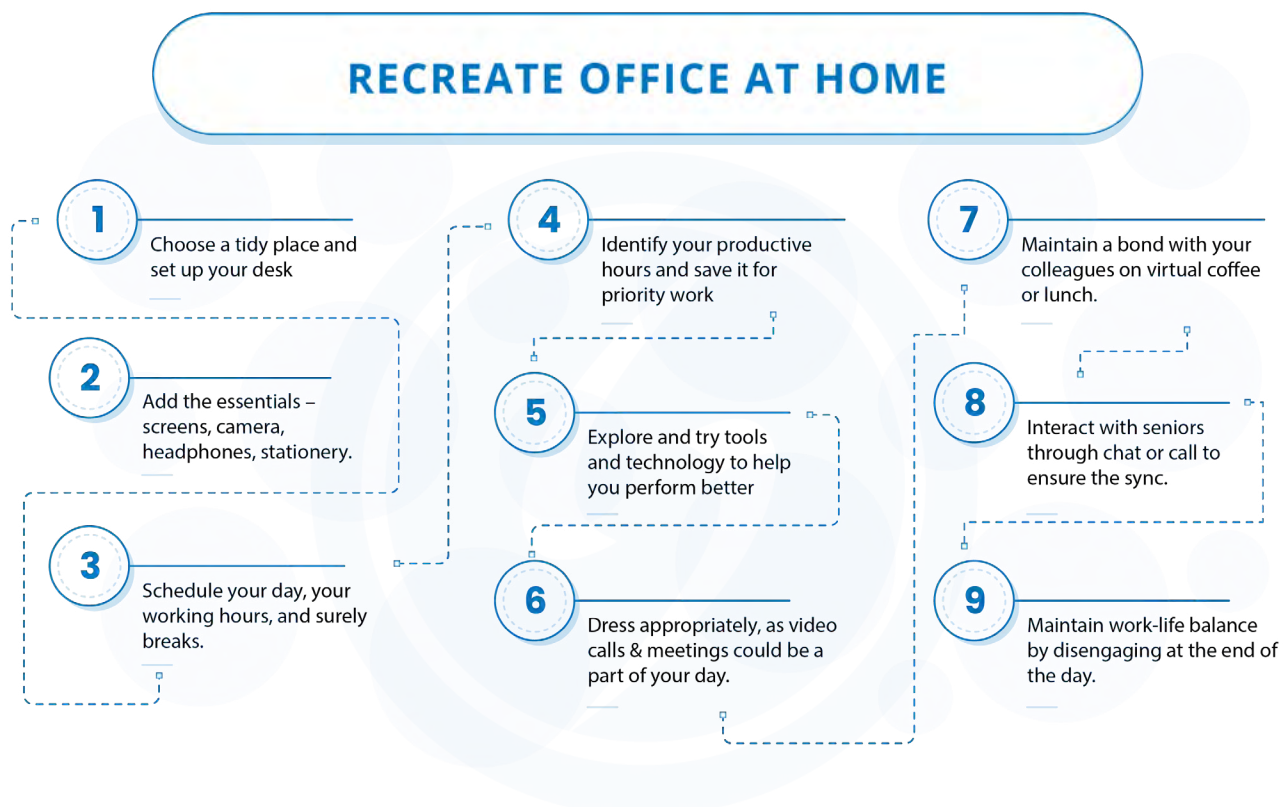 RECREATE OFFICE AT HOME
1
Choose a tidy place and
set up your desk
2
Add the essentials –
screens, camera,
headphones, stationery.
3
Schedule your day, your
working hours, and surely
breaks.
4
Identify your productive
hours and save it for
priority work
5
Explore and try tools
and technology to help
you perform better
6
Dress appropriately, as video
calls & meetings could be a
part of your day.
7
Maintain a bond with your
colleagues on virtual coffee
or lunch.
8
Interact with seniors
through chat or call to
ensure the sync.
9
Maintain work-life balance
by disengaging at the end of
the day.